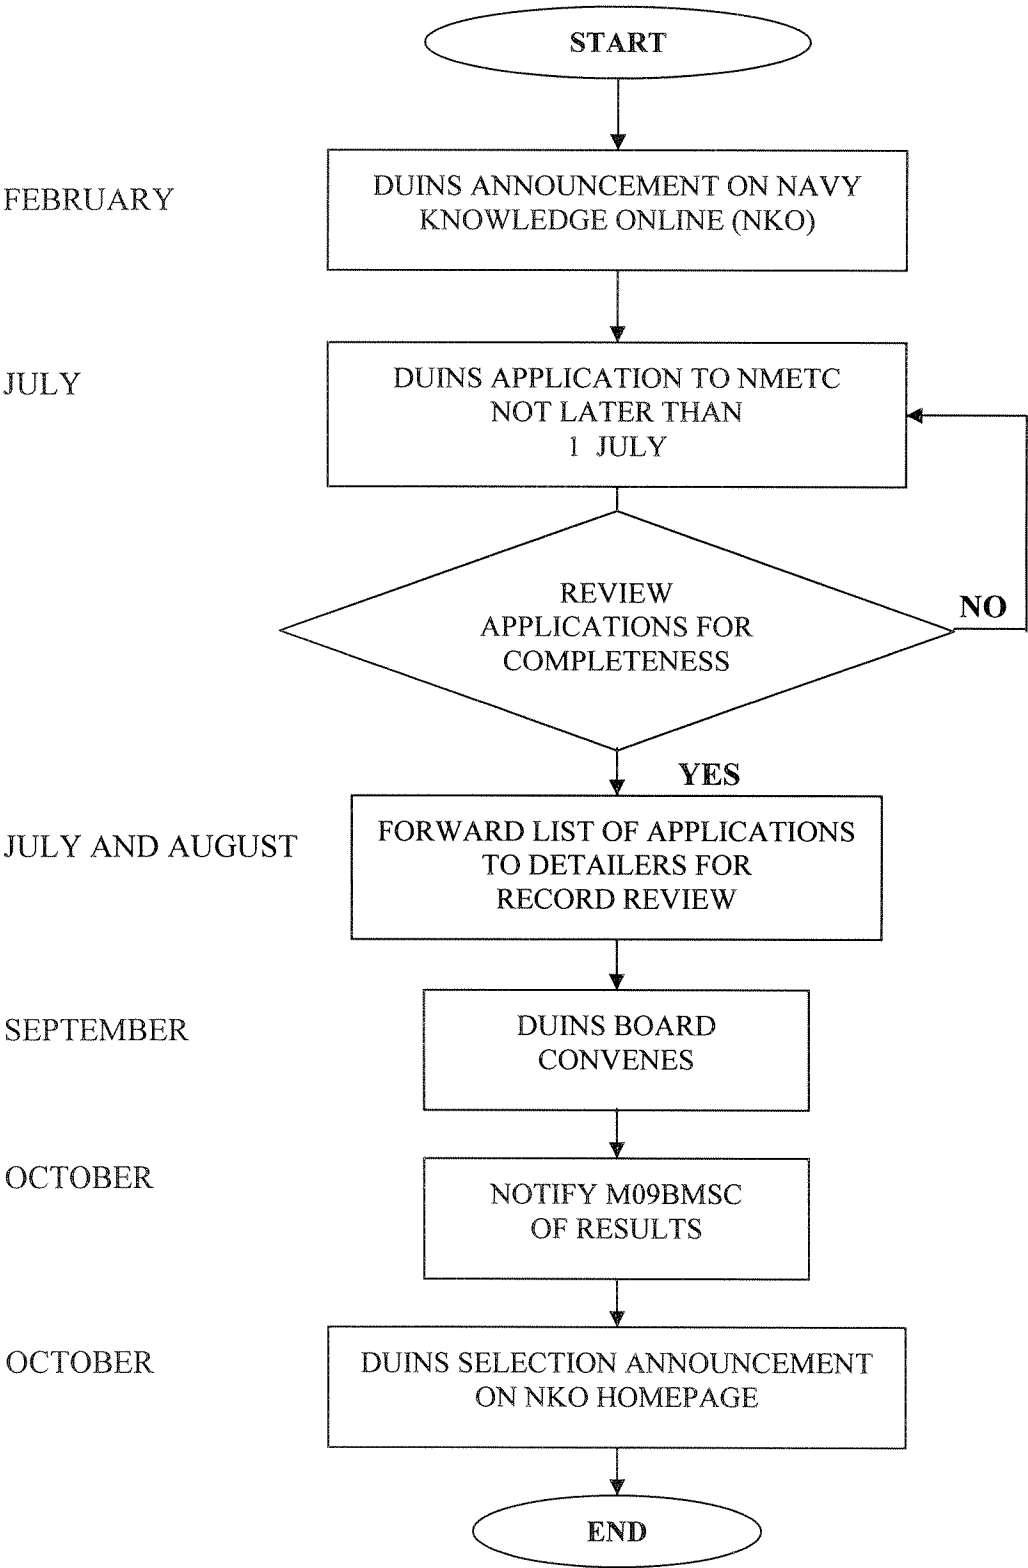 START
FEBRUARY
DUINS ANNOUNCEMENT ON NAVY
KNOWLEDGE ONLINE (NKO)
JULY
DUINS APPLICATION TO NMETC
NOT LATER THAN
1 JULY
REVIEW
APPLICATIONS FOR
COMPLETENESS
NO
YES
JULY AND AUGUST
FORWARD LIST OF APPLICATIONS
TO DETAILERS FOR
RECORD REVIEW
SEPTEMBER
DUINS BOARD
CONVENES
OCTOBER
NOTIFY M09BMSC
OF RESULTS
OCTOBER
DUINS SELECTION ANNOUNCEMENT
ON NKO HOMEPAGE
END